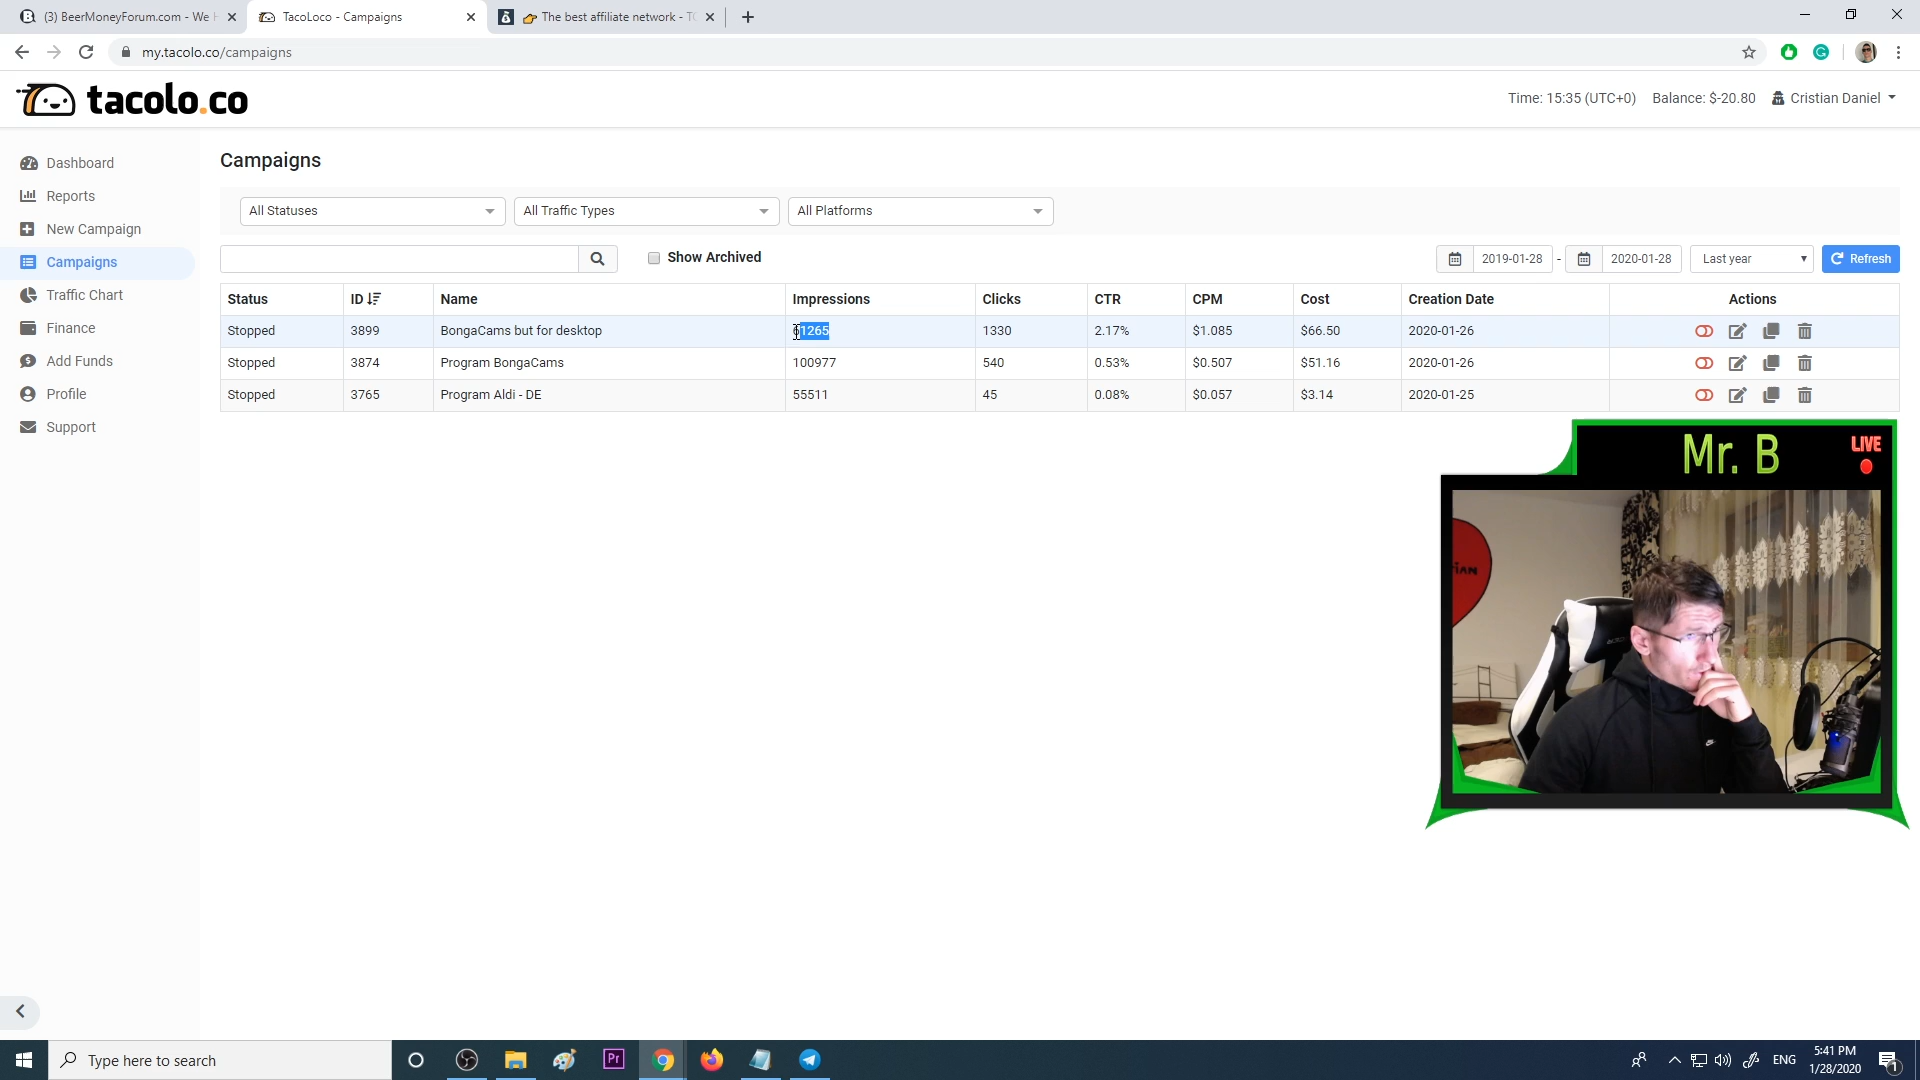 (3) BeerMoneyForum.com - We H
TacoLoco - Campaigns
The best affiliate network - TO
my.tacolo.co/campaigns
tacolo.co
Time: 15:35 (UTC+0) Balance: $-20.80 Cristian Daniel
Dashboard
Reports
New Campaign
Campaigns
Traffic Chart
Finance
Add Funds
Profile
Support
Campaigns
All Statuses All Traffic Types All Platforms
Show Archived 2019-01-28 - 2020-01-28 Last year Refresh
Status ID Name Impressions Clicks CTR CPM Cost Creation Date Actions
Stopped 3899 BongaCams but for desktop 61265 1330 2.17% $1.085 $66.50 2020-01-26
Stopped 3874 Program BongaCams 100977 540 0.53% $0.507 $51.16 2020-01-26
Stopped 3765 Program Aldi - DE 55511 45 0.08% $0.057 $3.14 2020-01-25
Mr. B
LIVE
Type here to search
Pr
ENG
5:41 PM
1/28/2020
1